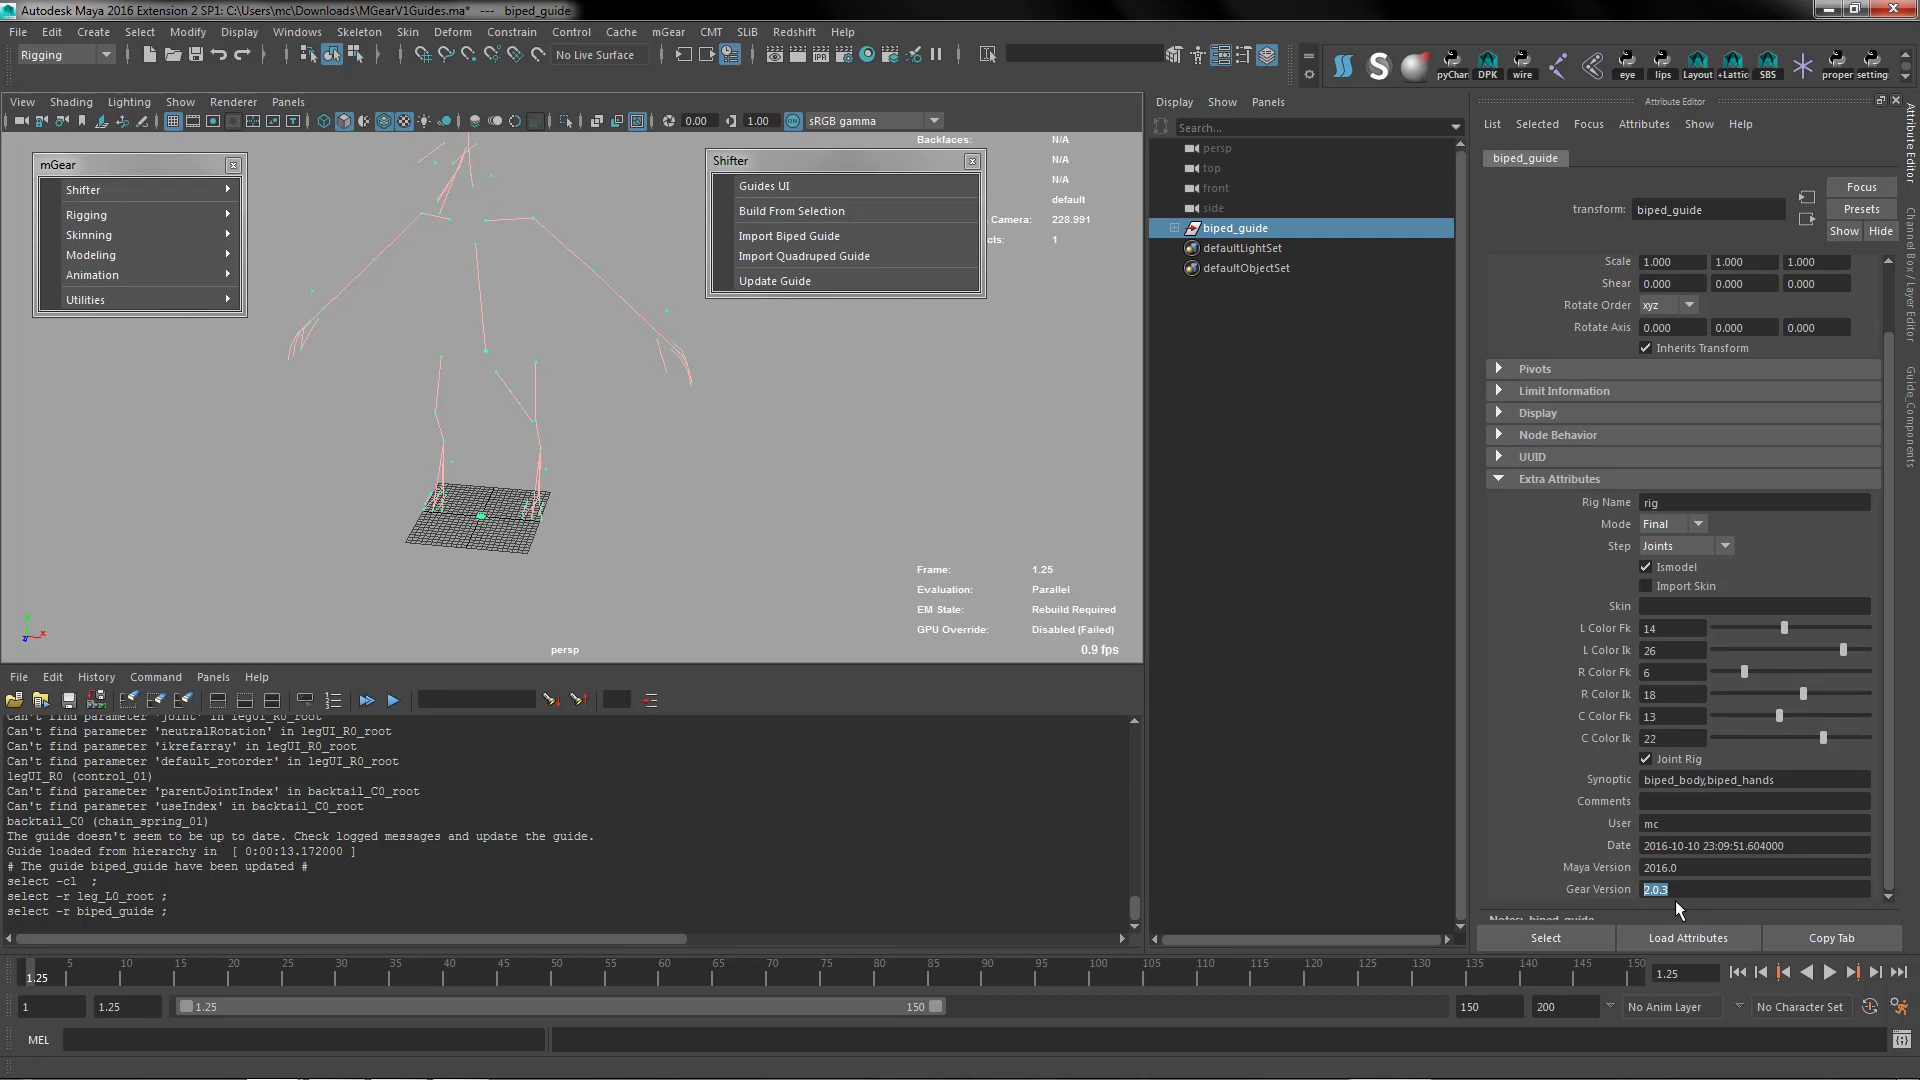 Autodesk Maya 2016 Extension 2 SP1: C:\Users\mc\Downloads\MGearV1Guides.ma*   ---   biped_guide
File Edit Create Select Modify Display Windows Skeleton Skin Deform Constrain Control Cache mGear CMT SLiB Redshift Help
Rigging
No Live Surface
pyChan DPK wire eye lips Layout +Lattic SBS proper setting
View Shading Lighting Show Renderer Panels
0.00 1.00 sRGB gamma
Backfaces: N/A
N/A
N/A
default
Camera: 228.991
cts: 1
mGear
Shifter
Rigging
Skinning
Modeling
Animation
Utilities
Shifter
Guides UI
Build From Selection
Import Biped Guide
Import Quadruped Guide
Update Guide
Frame: 1.25
Evaluation: Parallel
EM State: Rebuild Required
GPU Override: Disabled (Failed)
persp
0.9 fps
Display Show Panels
Search...
persp
top
front
side
biped_guide
defaultLightSet
defaultObjectSet
Attribute Editor
List Selected Focus Attributes Show Help
biped_guide
transform: biped_guide
Focus
Presets
Show Hide
Scale 1.000 1.000 1.000
Shear 0.000 0.000 0.000
Rotate Order xyz
Rotate Axis 0.000 0.000 0.000
Inherits Transform
Pivots
Limit Information
Display
Node Behavior
UUID
Extra Attributes
Rig Name rig
Mode Final
Step Joints
Ismodel
Import Skin
Skin
L Color Fk 14
L Color Ik 26
R Color Fk 6
R Color Ik 18
C Color Fk 13
C Color Ik 22
Joint Rig
Synoptic biped_body,biped_hands
Comments
User mc
Date 2016-10-10 23:09:51.604000
Maya Version 2016.0
Gear Version 2.0.3
Notes: biped_guide
Select Load Attributes Copy Tab
Attribute Editor
Channel Box / Layer Editor
Guide_Components
File Edit History Command Panels Help
Can't find parameter 'joint' in legUI_R0_root
Can't find parameter 'neutralRotation' in legUI_R0_root
Can't find parameter 'ikrefarray' in legUI_R0_root
Can't find parameter 'default_rotorder' in legUI_R0_root
legUI_R0 (control_01)
Can't find parameter 'parentJointIndex' in backtail_C0_root
Can't find parameter 'useIndex' in backtail_C0_root
backtail_C0 (chain_spring_01)
The guide doesn't seem to be up to date. Check logged messages and update the guide.
Guide loaded from hierarchy in  [ 0:00:13.172000 ]
# The guide biped_guide have been updated #
select -cl  ;
select -r leg_L0_root ;
select -r biped_guide ;
1.25 5 10 15 20 25 30 35 40 45 50 55 60 65 70 75 80 85 90 95 100 105 110 115 120 125 130 135 140 145 150 1.25
1 1.25 1.25 150 150 200 No Anim Layer No Character Set
MEL